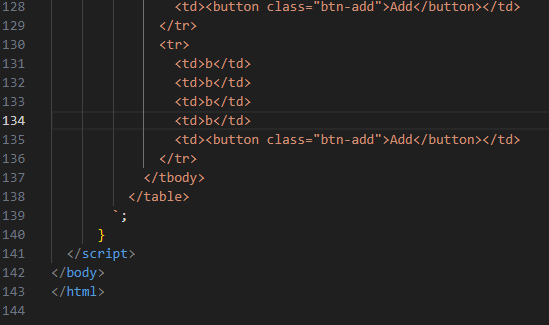 128 <td><button class="btn-add">Add</button></td>
129 </tr>
130 <tr>
131 <td>b</td>
132 <td>b</td>
133 <td>b</td>
134 <td>b</td>
135 <td><button class="btn-add">Add</button></td>
136 </tr>
137 </tbody>
138 </table>
139 `;
140 }
141 </script>
142 </body>
143 </html>
144